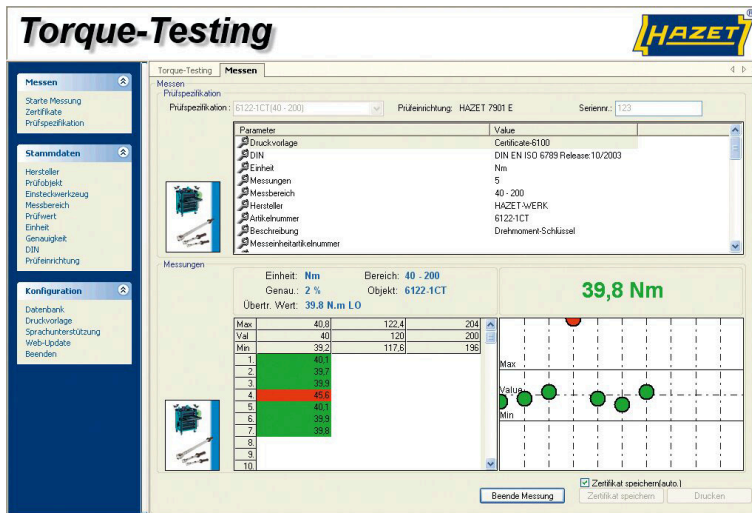 Torque-Testing
HAZET
Messen
Starte Messung
Zertifikate
Prüfspezifikation
Stammdaten
Hersteller
Prüfobjekt
Einsteckwerkzeug
Messbereich
Prüfwert
Einheit
Genauigkeit
DIN
Prüfeinrichtung
Konfiguration
Datenbank
Druckvorlage
Sprachunterstützung
Web-Update
Beenden
Torque-Testing Messen
Messen
Prüfspezifikation
Prüfspezifikation: 6122-1CT(40 - 200) Prüfeinrichtung: HAZET 7901 E Seriennr.: 123
Parameter Value
Druckvorlage Certificate-6100
DIN DIN EN ISO 6789 Release:10/2003
Einheit Nm
Messungen 5
Messbereich 40 - 200
Hersteller HAZET-WERK
Artikelnummer 6122-1CT
Beschreibung Drehmoment-Schlüssel
Messeinheitartikelnummer
Messungen
Einheit: Nm Bereich: 40 - 200
Genau.: 2 % Objekt: 6122-1CT
Übertr. Wert: 39.8 N.m LO
39,8 Nm
Max 40,8 122,4 204
Val 40 120 200
Min 39,2 117,6 196
1. 40,1
2. 39,7
3. 39,9
4. 45,6
5. 40,1
6. 39,9
7. 39,8
8.
9.
10.
Max
Value
Min
Zertifikat speichern(auto.)
Beende Messung Zertifikat speichern Drucken